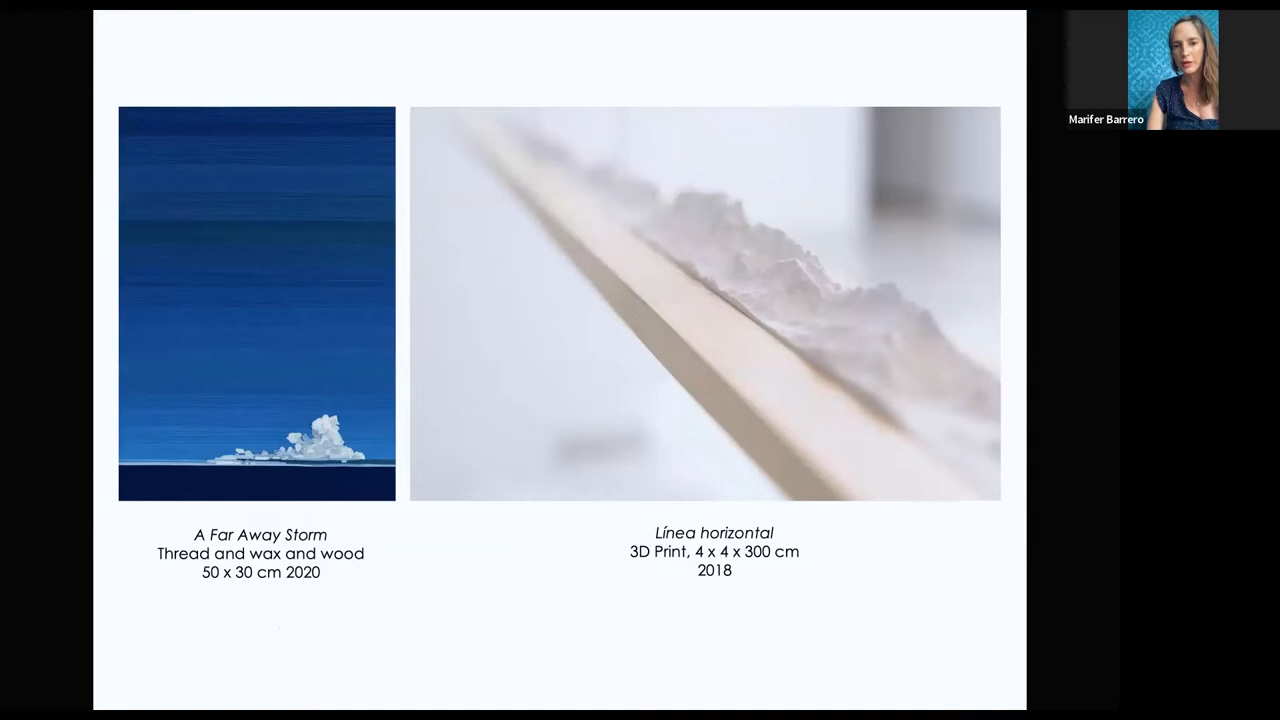 Marifer Barrero
A Far Away Storm
Thread and wax and wood
50 x 30 cm 2020
Línea horizontal
3D Print, 4 x 4 x 300 cm
2018